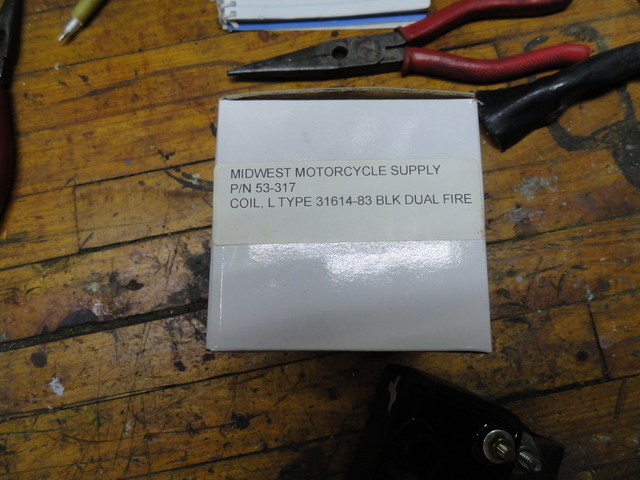 MIDWEST MOTORCYCLE SUPPLY
P/N 53-317
COIL, L TYPE 31614-83 BLK DUAL FIRE